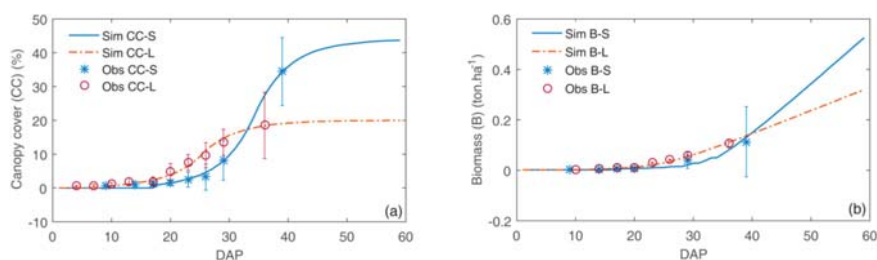 50
40
30
20
10
0
-10
Canopy cover (CC) (%)
Sim CC-S
Sim CC-L
Obs CC-S
Obs CC-L
(a)
0 10 20 30 40 50 60
DAP
0.6
0.4
0.2
0
-0.2
Biomass (B) (ton.ha⁻¹)
Sim B-S
Sim B-L
Obs B-S
Obs B-L
(b)
0 10 20 30 40 50 60
DAP